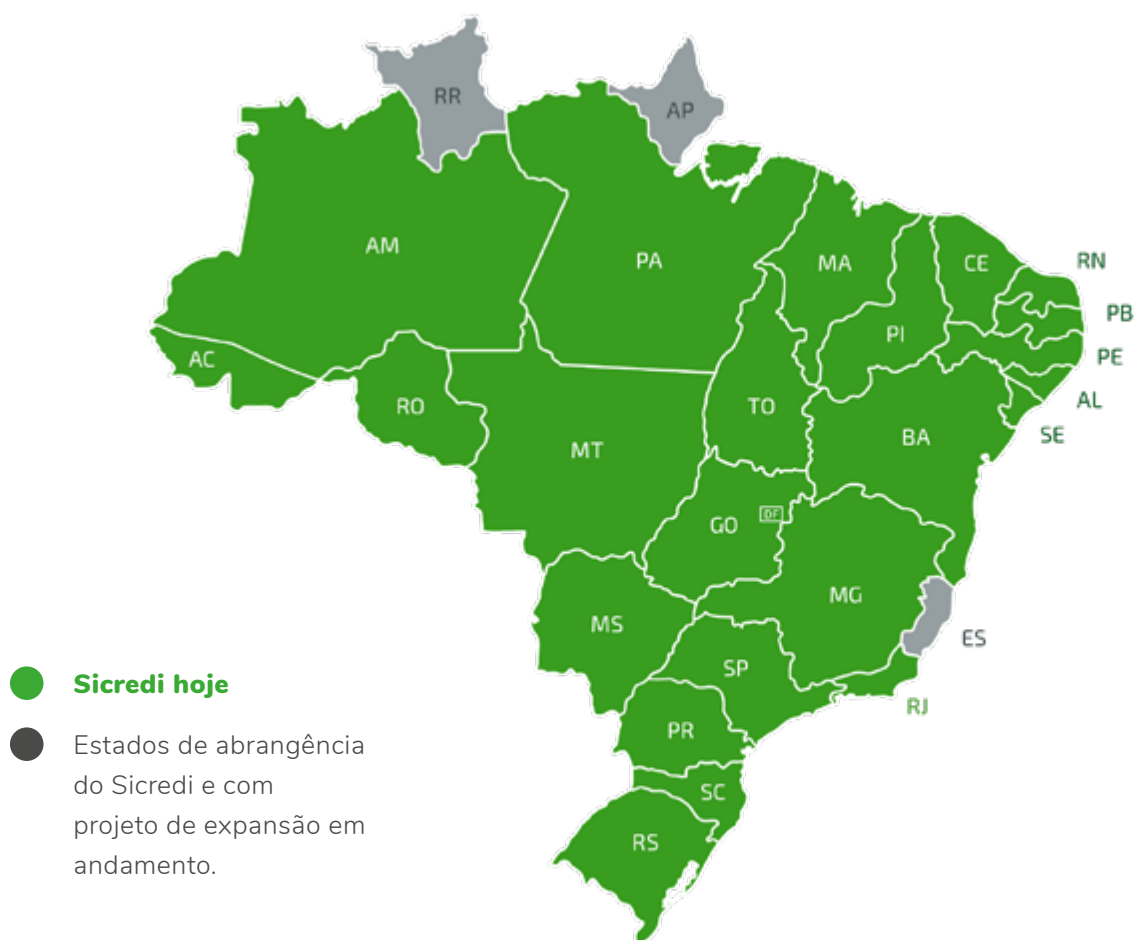 RR
AP
AM
PA
MA
CE
RN
PB
PI
PE
AC
AL
RO
TO
BA
SE
MT
GO
DF
MG
MS
ES
SP
RJ
PR
SC
RS
Sicredi hoje
Estados de abrangência
do Sicredi e com
projeto de expansão em
andamento.